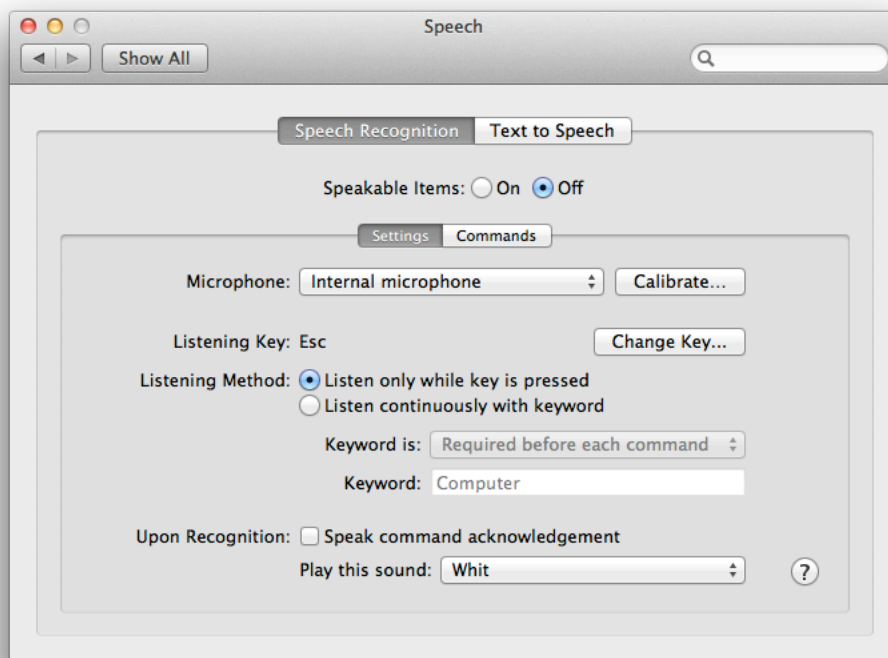 Speech
Show All
Speech Recognition Text to Speech
Speakable Items: On Off
Settings Commands
Microphone: Internal microphone Calibrate...
Listening Key: Esc Change Key...
Listening Method: Listen only while key is pressed
Listen continuously with keyword
Keyword is: Required before each command
Keyword: Computer
Upon Recognition: Speak command acknowledgement
Play this sound: Whit ?